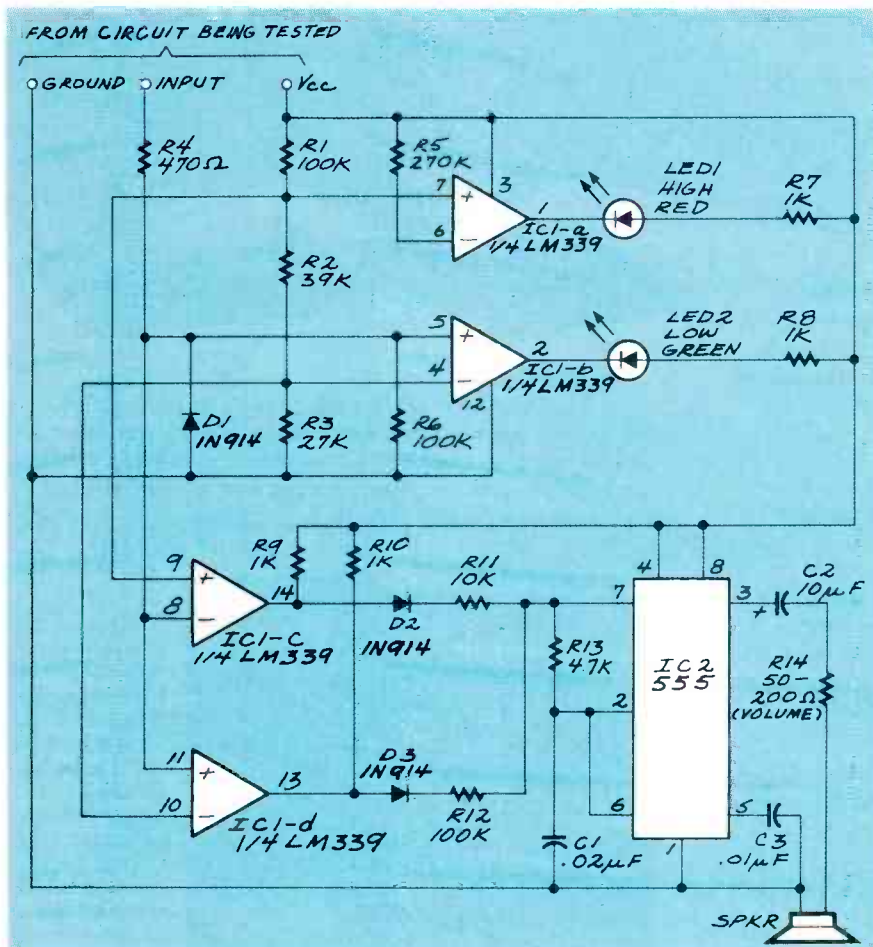 FROM CIRCUIT BEING TESTED
GROUND
INPUT
Vcc
R4
470Ω
R1
100K
R5
270K
7
+
3
6
−
1
IC1-a
1/4 LM339
LED1
HIGH
RED
R7
1K
R2
39K
5
+
4
−
12
2
IC1-b
1/4 LM339
LED2
LOW
GREEN
R8
1K
D1
1N914
R3
27K
R6
100K
R9
1K
R10
1K
9
+
8
−
14
IC1-C
1/4 LM339
D2
1N914
R11
10K
11
+
10
−
13
IC1-d
1/4 LM339
D3
1N914
R12
100K
R13
47K
C1
.02µF
4
8
7
3
2
6
5
1
IC2
555
+
C2
10µF
R14
50–
200Ω
(VOLUME)
C3
.01µF
SPKR